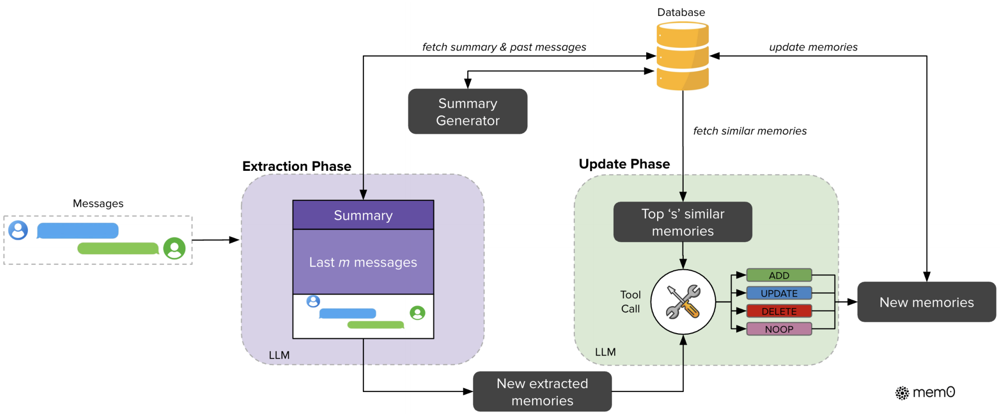 Database
fetch summary & past messages
update memories
Summary
Generator
fetch similar memories
Extraction Phase
Update Phase
Messages
Summary
Last m messages
LLM
Top ‘s’ similar
memories
Tool
Call
ADD
UPDATE
DELETE
NOOP
LLM
New memories
New extracted
memories
mem0